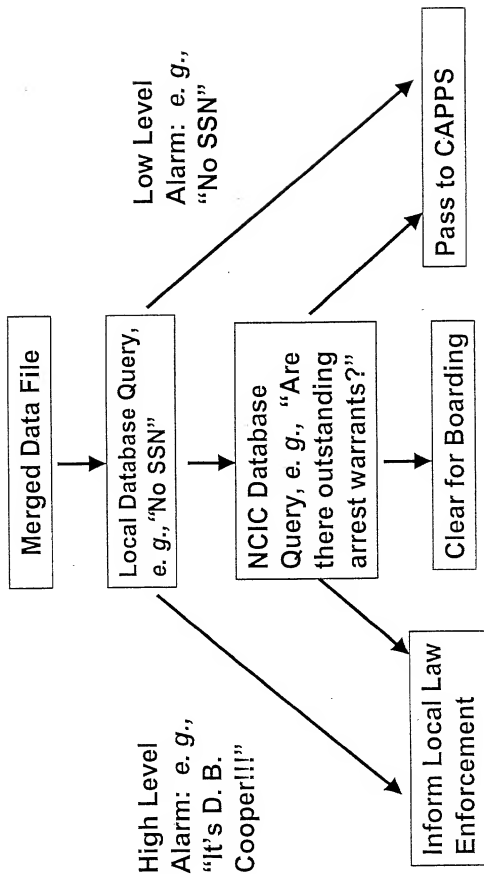 Merged Data File
Local Database Query,
e. g., “No SSN”
High Level
Alarm: e. g.,
“It’s D. B.
Cooper!!!”
Low Level
Alarm: e. g.,
“No SSN”
NCIC Database
Query, e. g., “Are
there outstanding
arrest warrants?”
Inform Local Law
Enforcement
Clear for Boarding
Pass to CAPPS